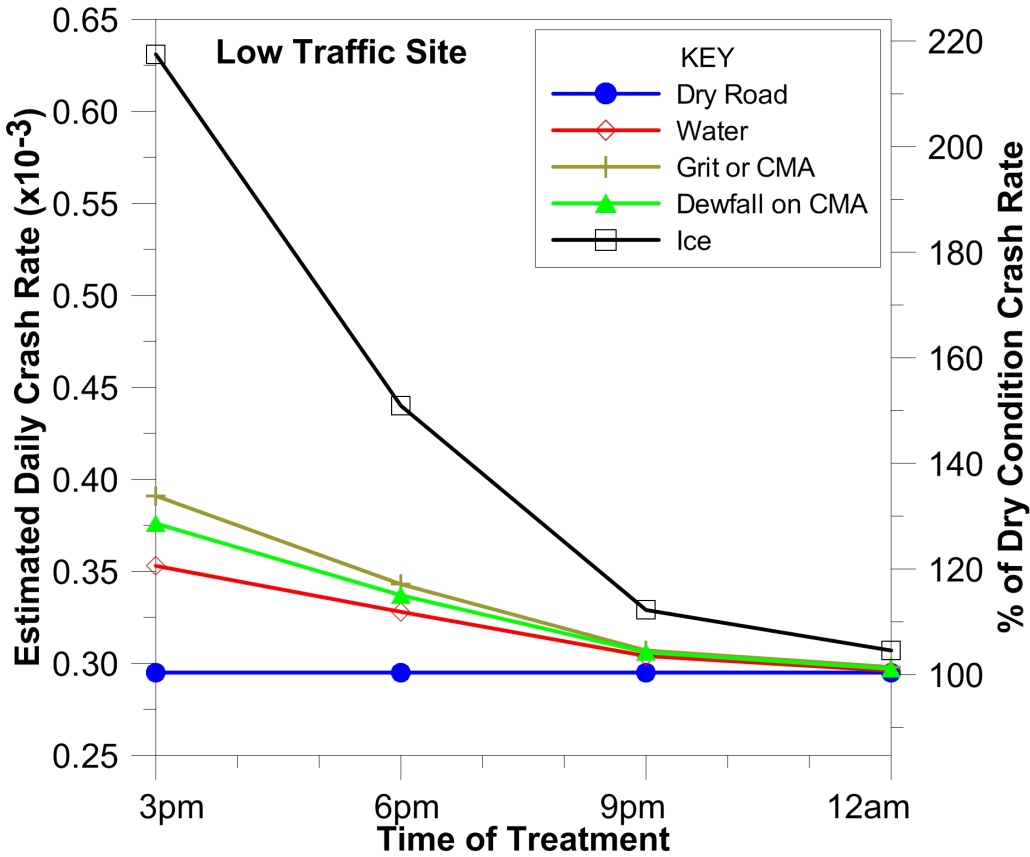 Low Traffic Site
KEY
Dry Road
Water
Grit or CMA
Dewfall on CMA
Ice
Estimated Daily Crash Rate (x10-3)
0.65
0.60
0.55
0.50
0.45
0.40
0.35
0.30
0.25
220
200
180
160
140
120
100
% of Dry Condition Crash Rate
3pm 6pm 9pm 12am
Time of Treatment